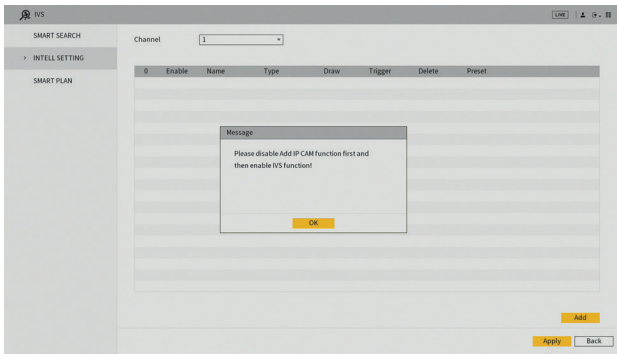 IVS
LIVE
SMART SEARCH
INTELL SETTING
SMART PLAN
Channel 1
0 Enable Name Type Draw Trigger Delete Preset
Message
Please disable Add IP CAM function first and
then enable IVS function!
OK
Add
Apply Back